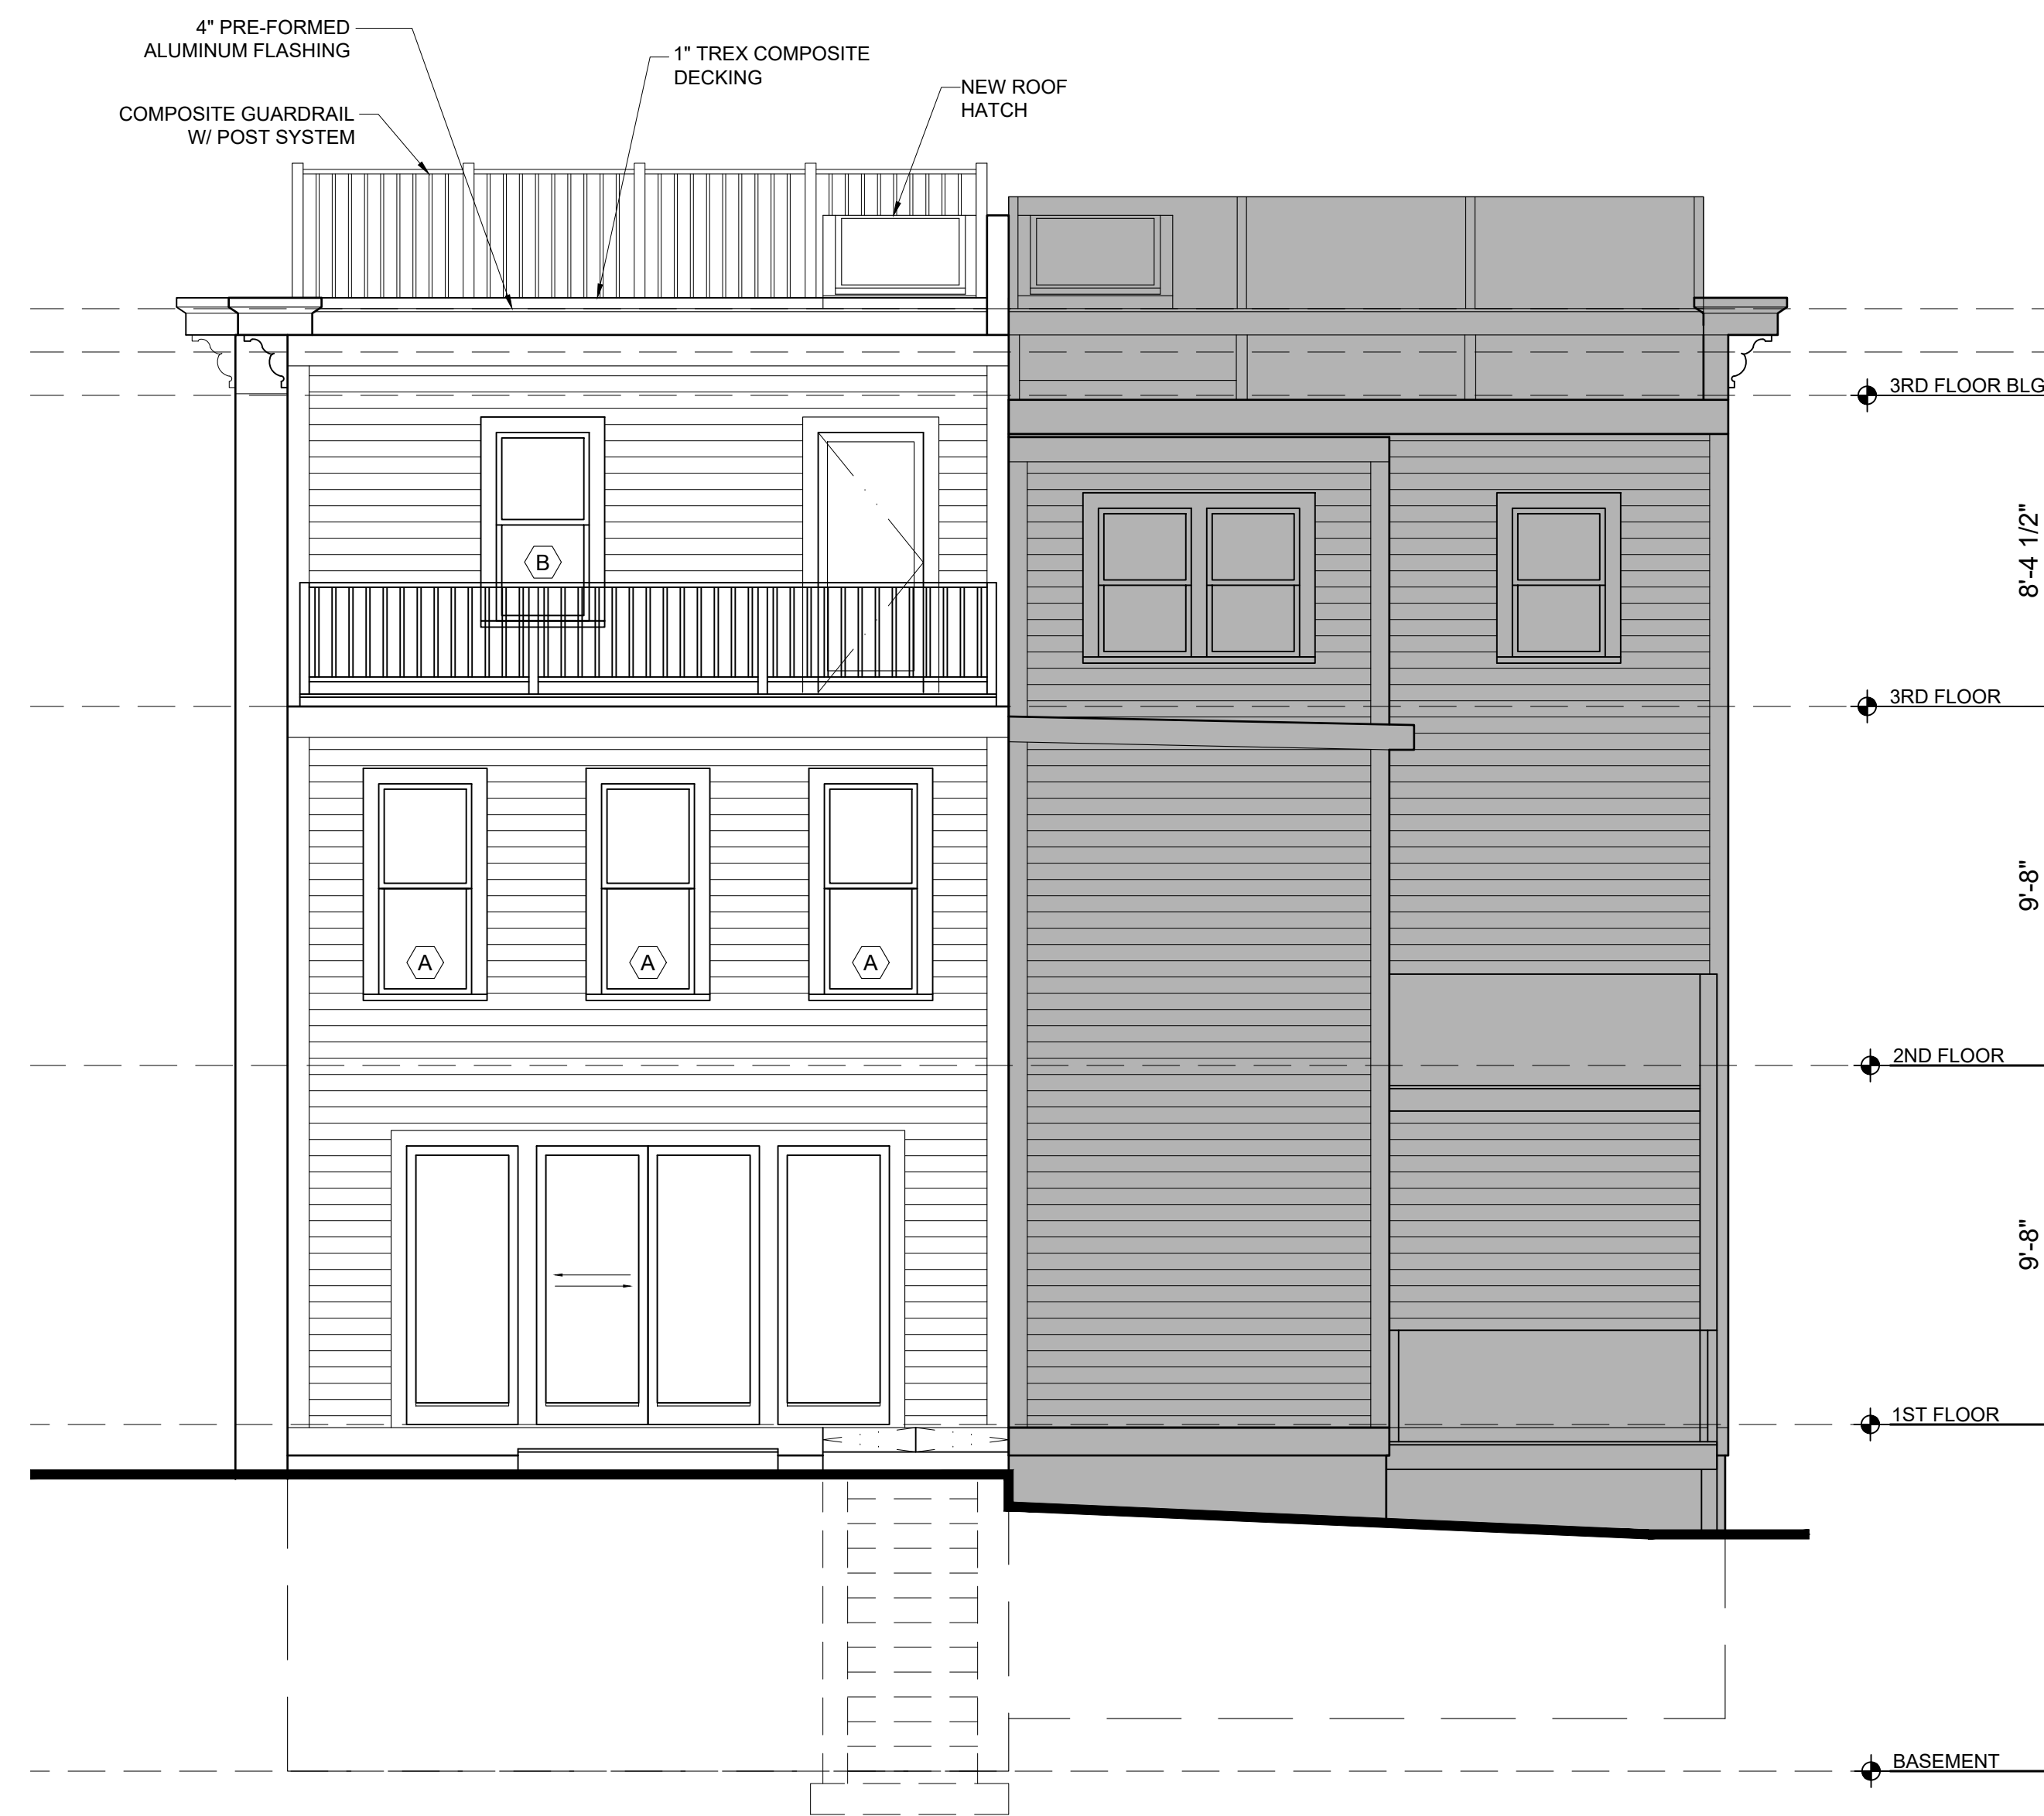 4" PRE-FORMED
ALUMINUM FLASHING
1" TREX COMPOSITE
DECKING
NEW ROOF
HATCH
COMPOSITE GUARDRAIL
W/ POST SYSTEM
3RD FLOOR BLG
8'-4 1/2"
B
3RD FLOOR
9'-8"
A
A
A
2ND FLOOR
9'-8"
1ST FLOOR
BASEMENT